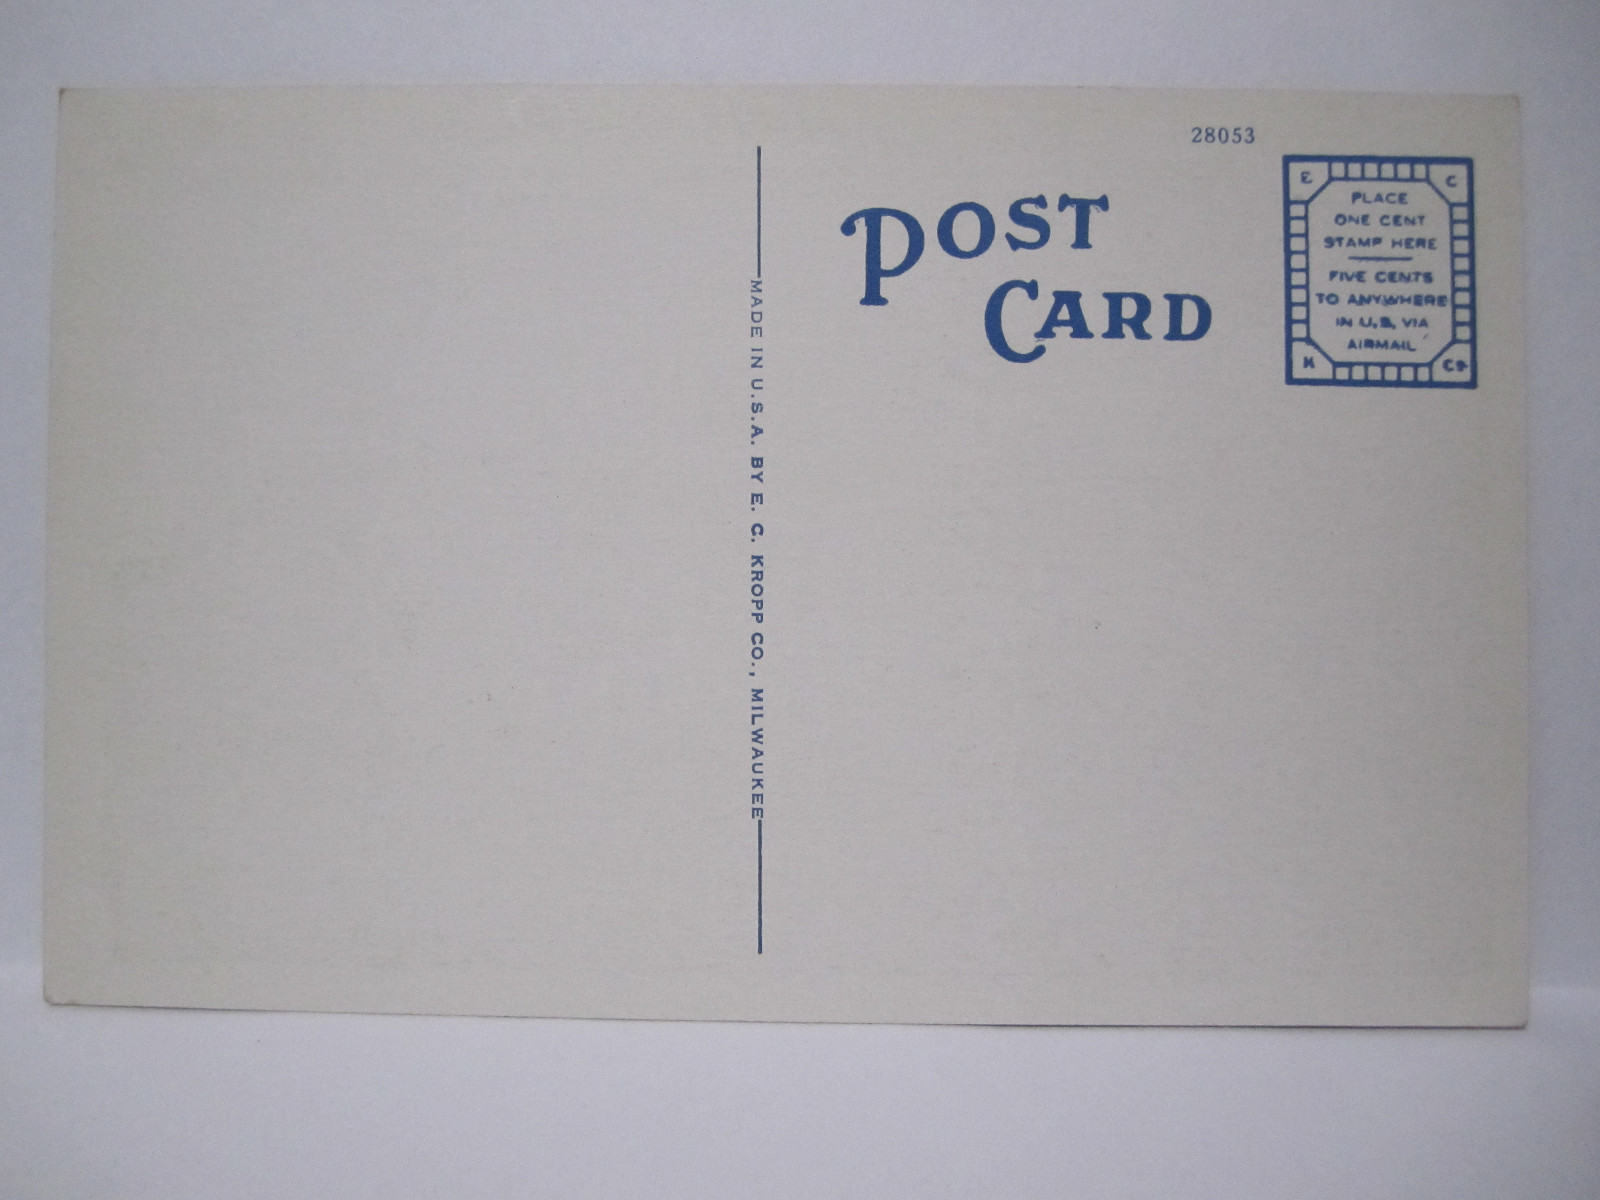 28053
POST
CARD
E C
PLACE
ONE CENT
STAMP HERE
FIVE CENTS
TO ANYWHERE
IN U.S. VIA
AIRMAIL
K Co
MADE IN U.S.A. BY E. C. KROPP CO., MILWAUKEE